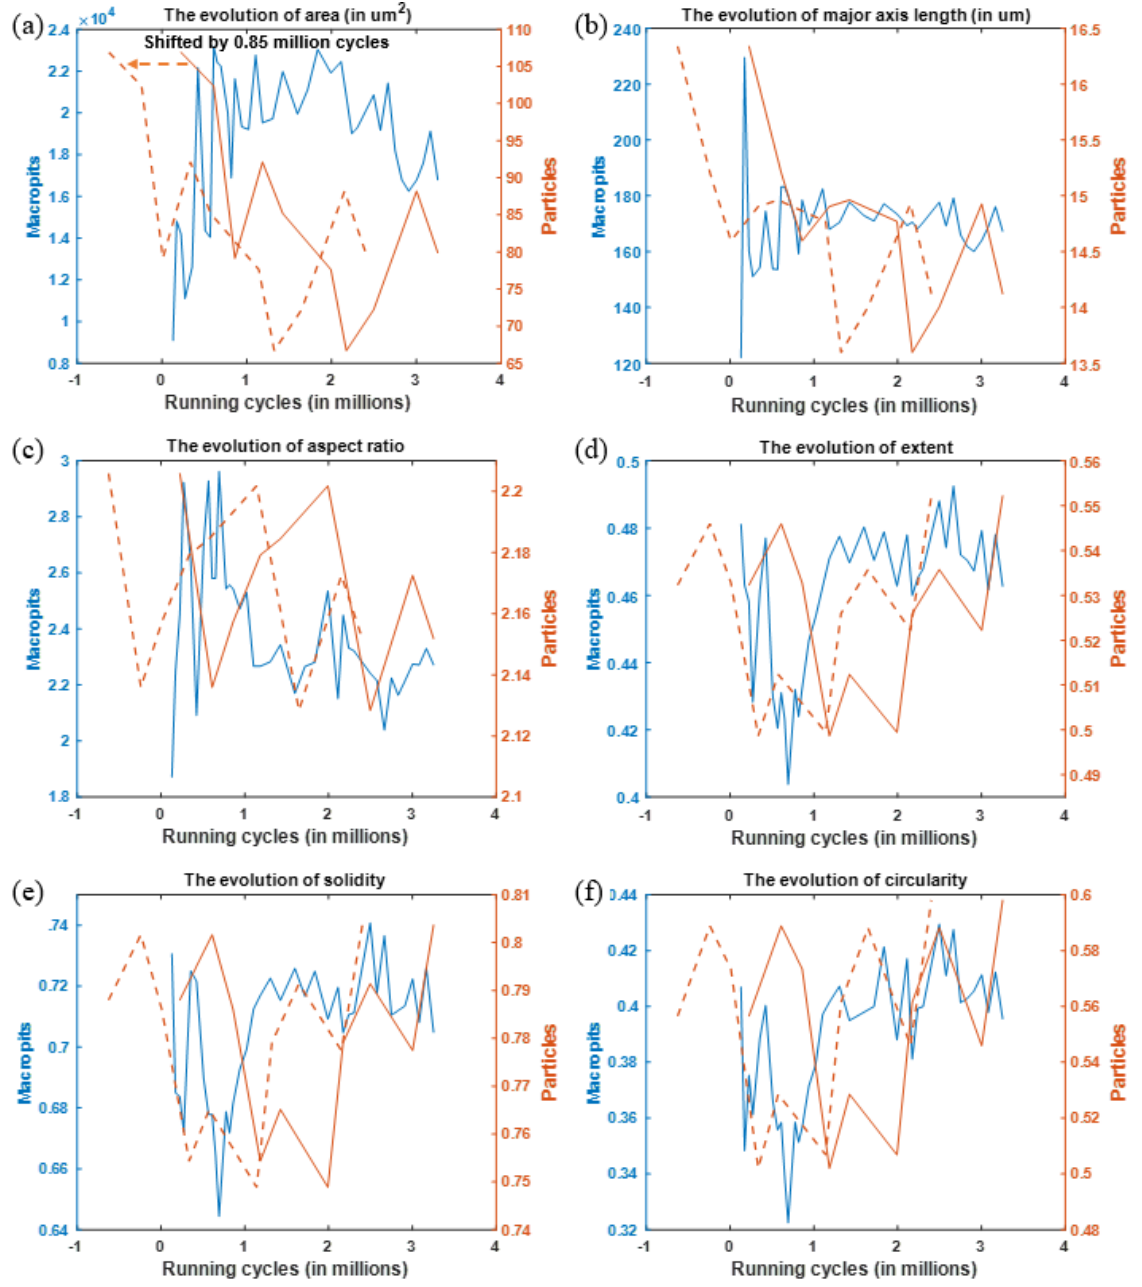 (a)
The evolution of area (in um²)
×10⁴
Shifted by 0.85 million cycles
2.4
2.2
2
1.8
1.6
1.4
1.2
1
0.8
Macropits
110
105
100
95
90
85
80
75
70
65
Particles
-1 0 1 2 3 4
Running cycles (in millions)
(b)
The evolution of major axis length (in um)
240
220
200
180
160
140
120
Macropits
16.5
16
15.5
15
14.5
14
13.5
Particles
-1 0 1 2 3 4
Running cycles (in millions)
(c)
The evolution of aspect ratio
3
2.8
2.6
2.4
2.2
2
1.8
Macropits
2.2
2.18
2.16
2.14
2.12
2.1
Particles
-1 0 1 2 3 4
Running cycles (in millions)
(d)
The evolution of extent
0.5
0.48
0.46
0.44
0.42
0.4
Macropits
0.56
0.55
0.54
0.53
0.52
0.51
0.5
0.49
Particles
-1 0 1 2 3 4
Running cycles (in millions)
(e)
The evolution of solidity
.74
0.72
0.7
0.68
0.66
0.64
Macropits
0.81
0.8
0.79
0.78
0.77
0.76
0.75
0.74
Particles
-1 0 1 2 3 4
Running cycles (in millions)
(f)
The evolution of circularity
0.44
0.42
0.4
0.38
0.36
0.34
0.32
Macropits
0.6
0.58
0.56
0.54
0.52
0.5
0.48
Particles
-1 0 1 2 3 4
Running cycles (in millions)